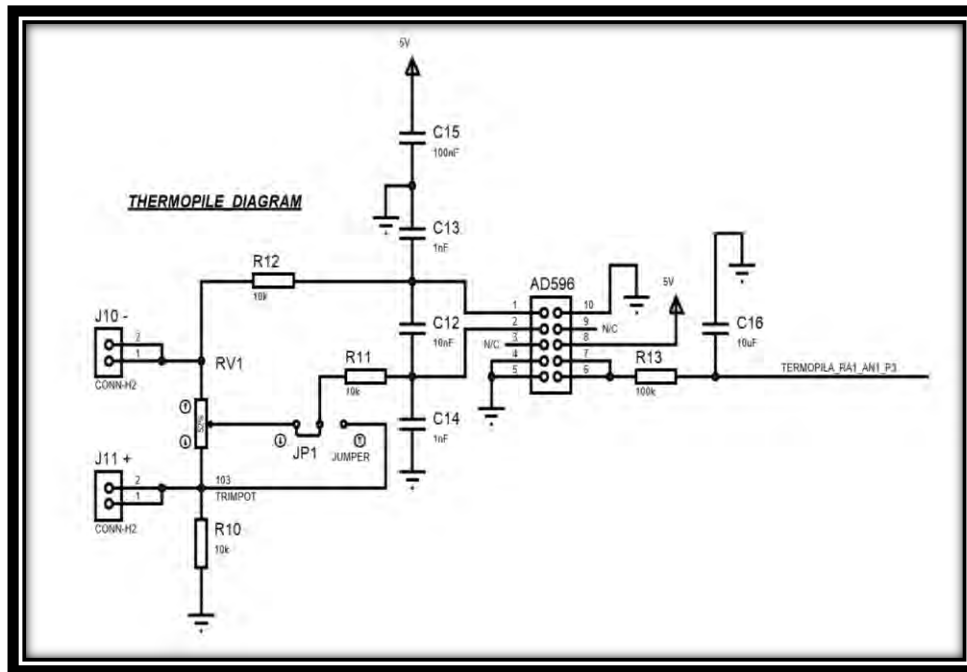 5V
C15
100nF
THERMOPILE DIAGRAM
C13
1nF
R12
10k
AD596
1
2
N/C
3
4
5
10
9
N/C
8
7
6
5V
C16
10uF
J10 -
2
1
CONN-H2
RV1
C12
10nF
R11
10k
R13
100k
TERMOPILA_RA1_AN1_P3
52%
C14
1nF
JP1
JUMPER
J11 +
2
1
CONN-H2
103
TRIMPOT
R10
10k